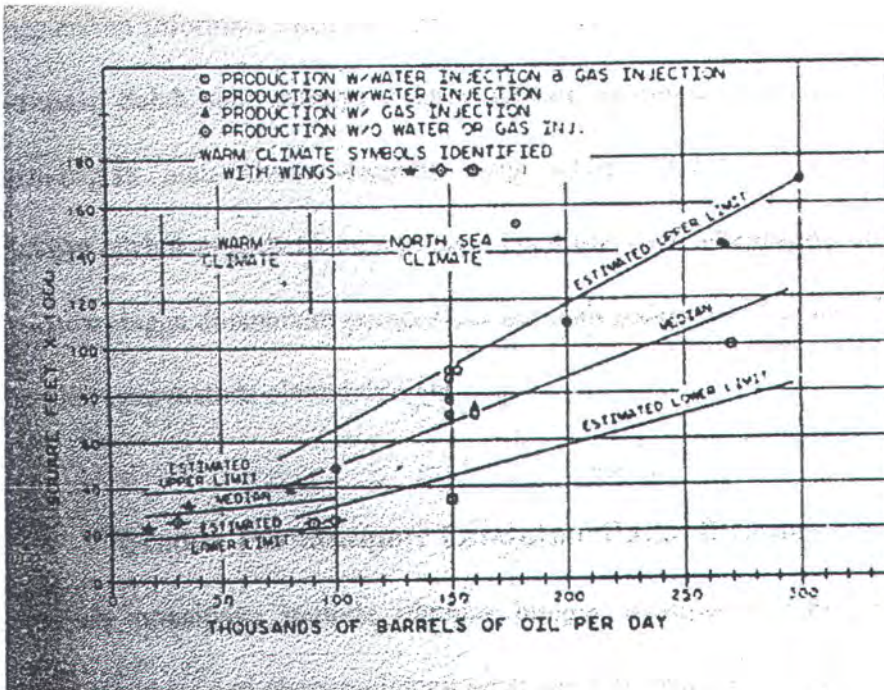 PRODUCTION W/WATER INJECTION & GAS INJECTION
PRODUCTION W/WATER INJECTION
PRODUCTION W/ GAS INJECTION
PRODUCTION W/O WATER OR GAS INJ.
WARM CLIMATE SYMBOLS IDENTIFIED
WITH WINGS
180
160
140
120
100
80
60
40
20
0
SQUARE FEET X 1000
WARM
CLIMATE
NORTH SEA
CLIMATE
ESTIMATED UPPER LIMIT
MEDIAN
ESTIMATED LOWER LIMIT
ESTIMATED
UPPER LIMIT
MEDIAN
ESTIMATED
LOWER LIMIT
0 50 100 150 200 250 300
THOUSANDS OF BARRELS OF OIL PER DAY